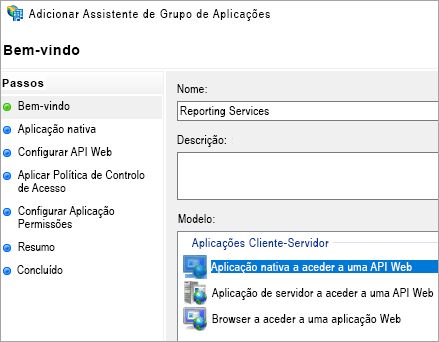 Adicionar Assistente de Grupo de Aplicações
Bem-vindo
Passos
Bem-vindo
Aplicação nativa
Configurar API Web
Aplicar Política de Controlo
de Acesso
Configurar Aplicação
Permissões
Resumo
Concluído
Nome:
Reporting Services
Descrição:
Modelo:
Aplicações Cliente-Servidor
Aplicação nativa a aceder a uma API Web
Aplicação de servidor a aceder a uma API Web
Browser a aceder a uma aplicação Web